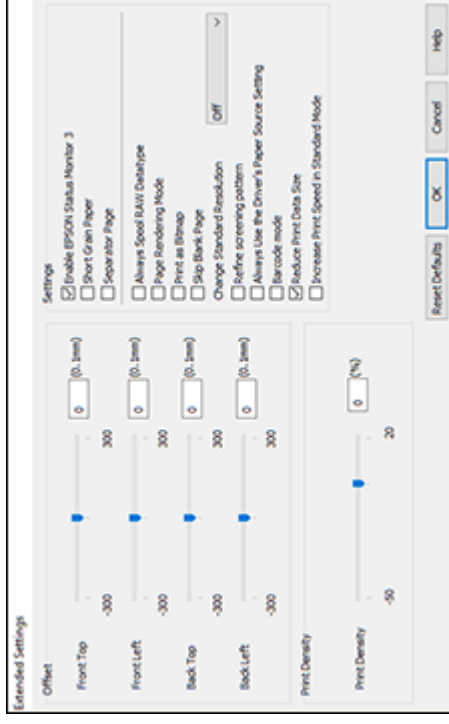 Extended Settings
Offset
Front Top
-300
300
0 (0.1mm)
Front Left
-300
300
0 (0.1mm)
Back Top
-300
300
0 (0.1mm)
Back Left
-300
300
0 (0.1mm)
Print Density
Print Density
-50
20
0 (%)
Settings
Enable EPSON Status Monitor 3
Short Grain Paper
Separator Page
Always Spool RAW Datatype
Page Rendering Mode
Print as Bitmap
Skip Blank Page
Change Standard Resolution
Off
Refine screening pattern
Always Use the Driver's Paper Source Setting
Barcode mode
Reduce Print Data Size
Increase Print Speed in Standard Mode
Reset Defaults
OK
Cancel
Help